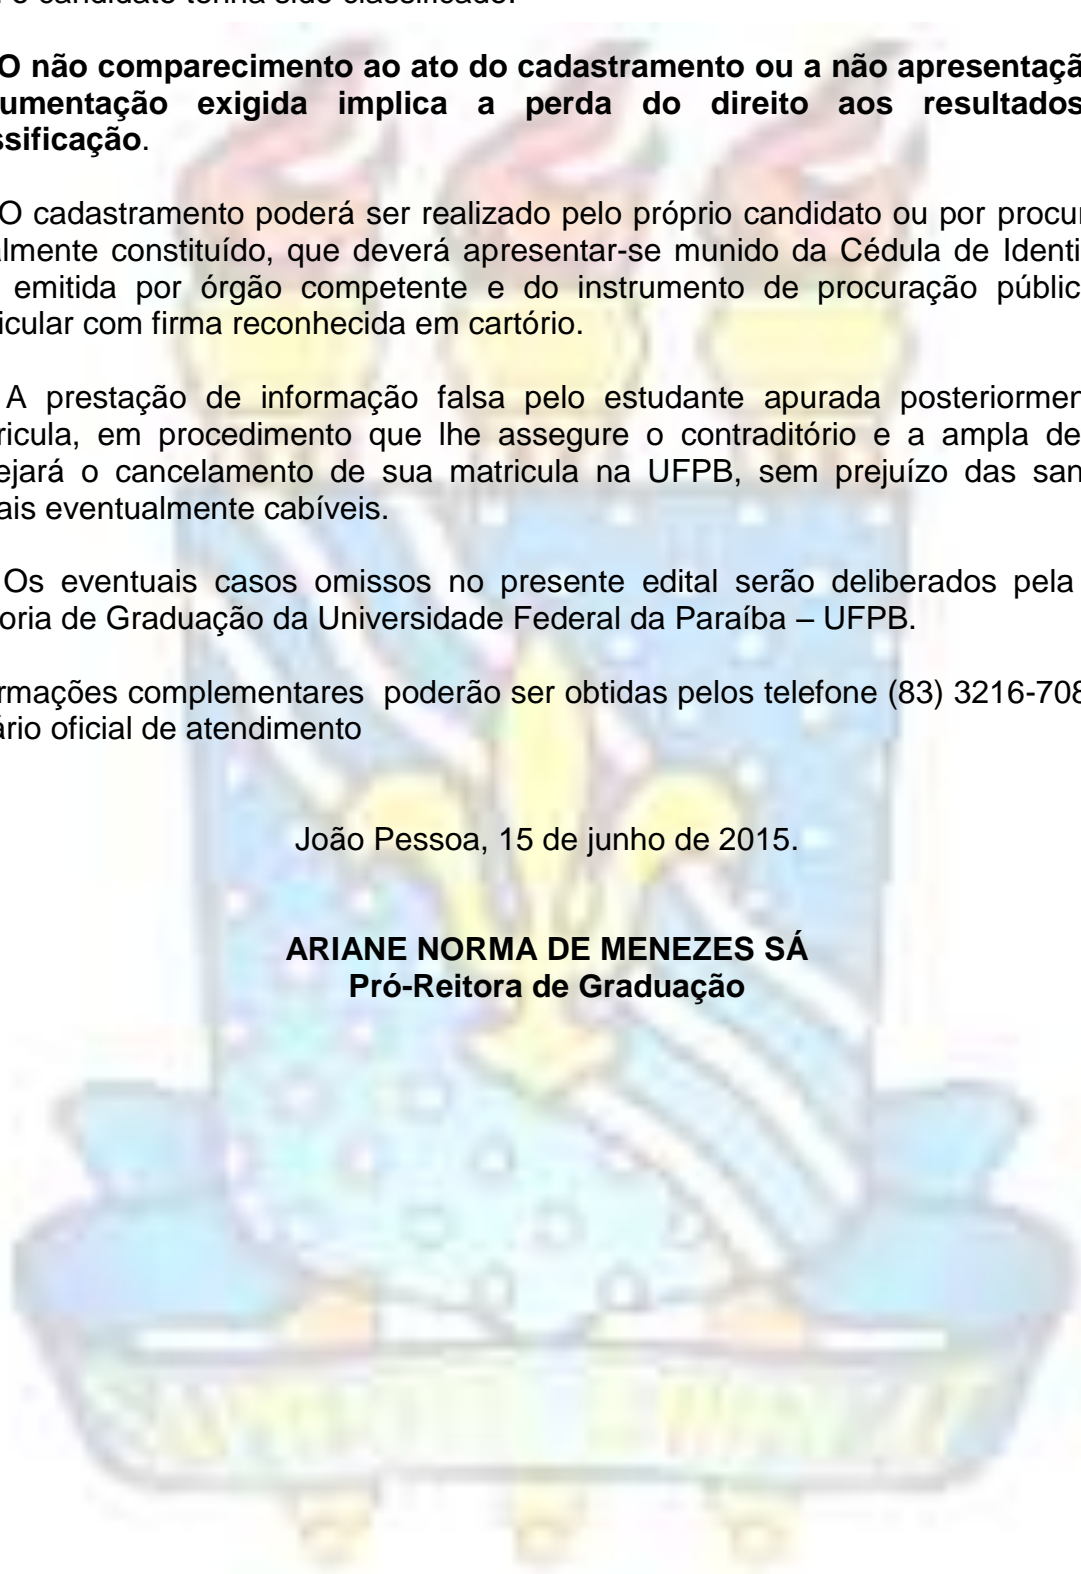 o candidato tenha sido classificado.
O não comparecimento ao ato do cadastramento ou a não apresentaçã
umentação exigida implica a perda do direito aos resultados
ssificação.
O cadastramento poderá ser realizado pelo próprio candidato ou por procu
almente constituído, que deverá apresentar-se munido da Cédula de Identi
emitida por órgão competente e do instrumento de procuração públic
icular com firma reconhecida em cartório.
A prestação de informação falsa pelo estudante apurada posteriormen
ricula, em procedimento que lhe assegure o contraditório e a ampla de
ejará o cancelamento de sua matricula na UFPB, sem prejuízo das san
ais eventualmente cabíveis.
Os eventuais casos omissos no presente edital serão deliberados pela
oria de Graduação da Universidade Federal da Paraíba – UFPB.
rmações complementares poderão ser obtidas pelos telefone (83) 3216-708
ário oficial de atendimento
João Pessoa, 15 de junho de 2015.
ARIANE NORMA DE MENEZES SÁ
Pró-Reitora de Graduação